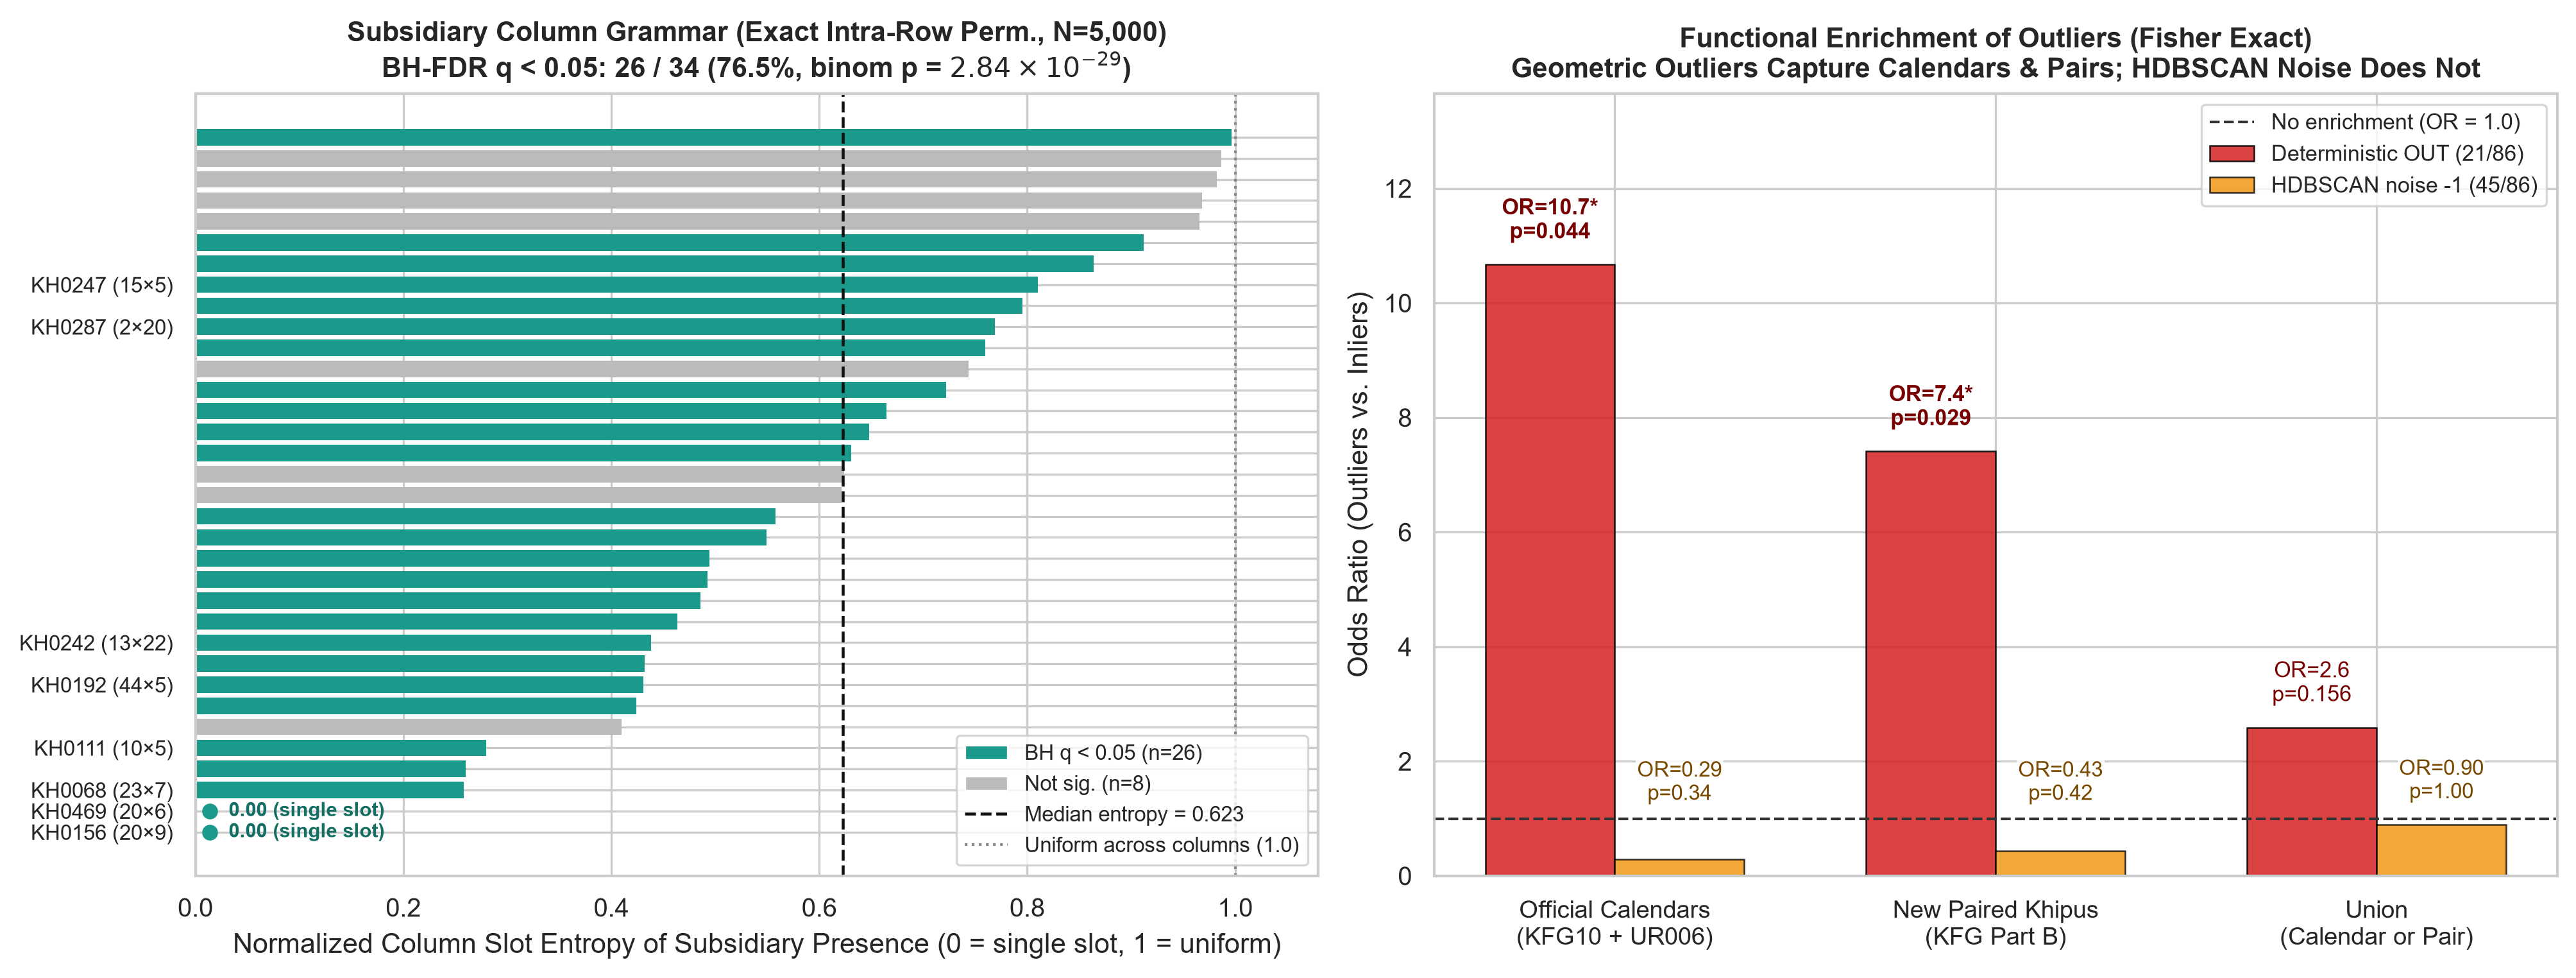 Subsidiary Column Grammar (Exact Intra-Row Perm., N=5,000)
BH-FDR q < 0.05: 26 / 34 (76.5%, binom p = 2.84 × 10⁻²⁹)
KH0247 (15×5)
KH0287 (2×20)
KH0242 (13×22)
KH0192 (44×5)
KH0111 (10×5)
KH0068 (23×7)
KH0469 (20×6)
KH0156 (20×9)
0.00 (single slot)
0.00 (single slot)
BH q < 0.05 (n=26)
Not sig. (n=8)
Median entropy = 0.623
Uniform across columns (1.0)
0.0 0.2 0.4 0.6 0.8 1.0
Normalized Column Slot Entropy of Subsidiary Presence (0 = single slot, 1 = uniform)
Functional Enrichment of Outliers (Fisher Exact)
Geometric Outliers Capture Calendars & Pairs; HDBSCAN Noise Does Not
No enrichment (OR = 1.0)
Deterministic OUT (21/86)
HDBSCAN noise -1 (45/86)
Odds Ratio (Outliers vs. Inliers)
12
10
8
6
4
2
0
OR=10.7*
p=0.044
OR=0.29
p=0.34
OR=7.4*
p=0.029
OR=0.43
p=0.42
OR=2.6
p=0.156
OR=0.90
p=1.00
Official Calendars
(KFG10 + UR006)
New Paired Khipus
(KFG Part B)
Union
(Calendar or Pair)